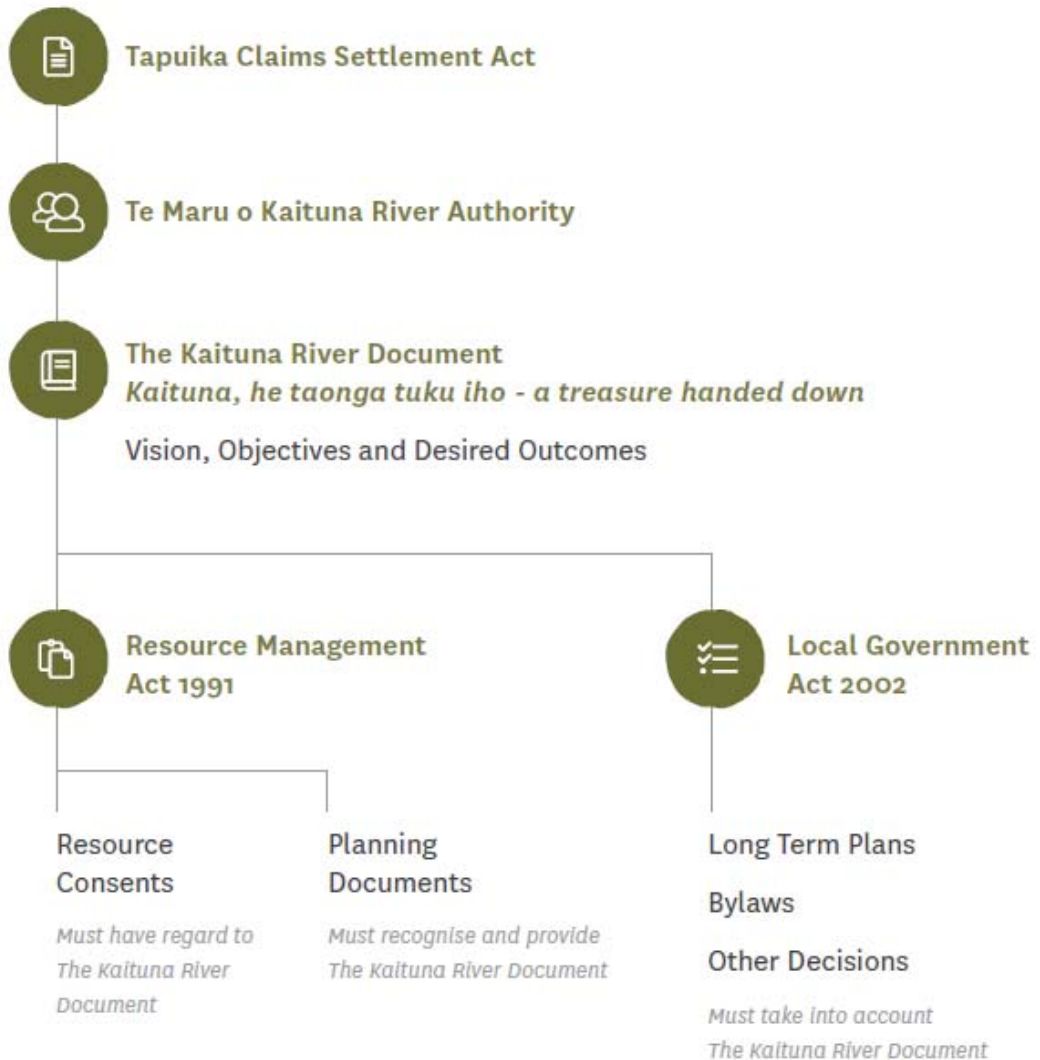 Tapuika Claims Settlement Act
Te Maru o Kaituna River Authority
The Kaituna River Document
Kaituna, he taonga tuku iho - a treasure handed down
Vision, Objectives and Desired Outcomes
Resource Management
Act 1991
Local Government
Act 2002
Resource
Consents
Must have regard to
The Kaituna River
Document
Planning
Documents
Must recognise and provide
The Kaituna River Document
Long Term Plans
Bylaws
Other Decisions
Must take into account
The Kaituna River Document